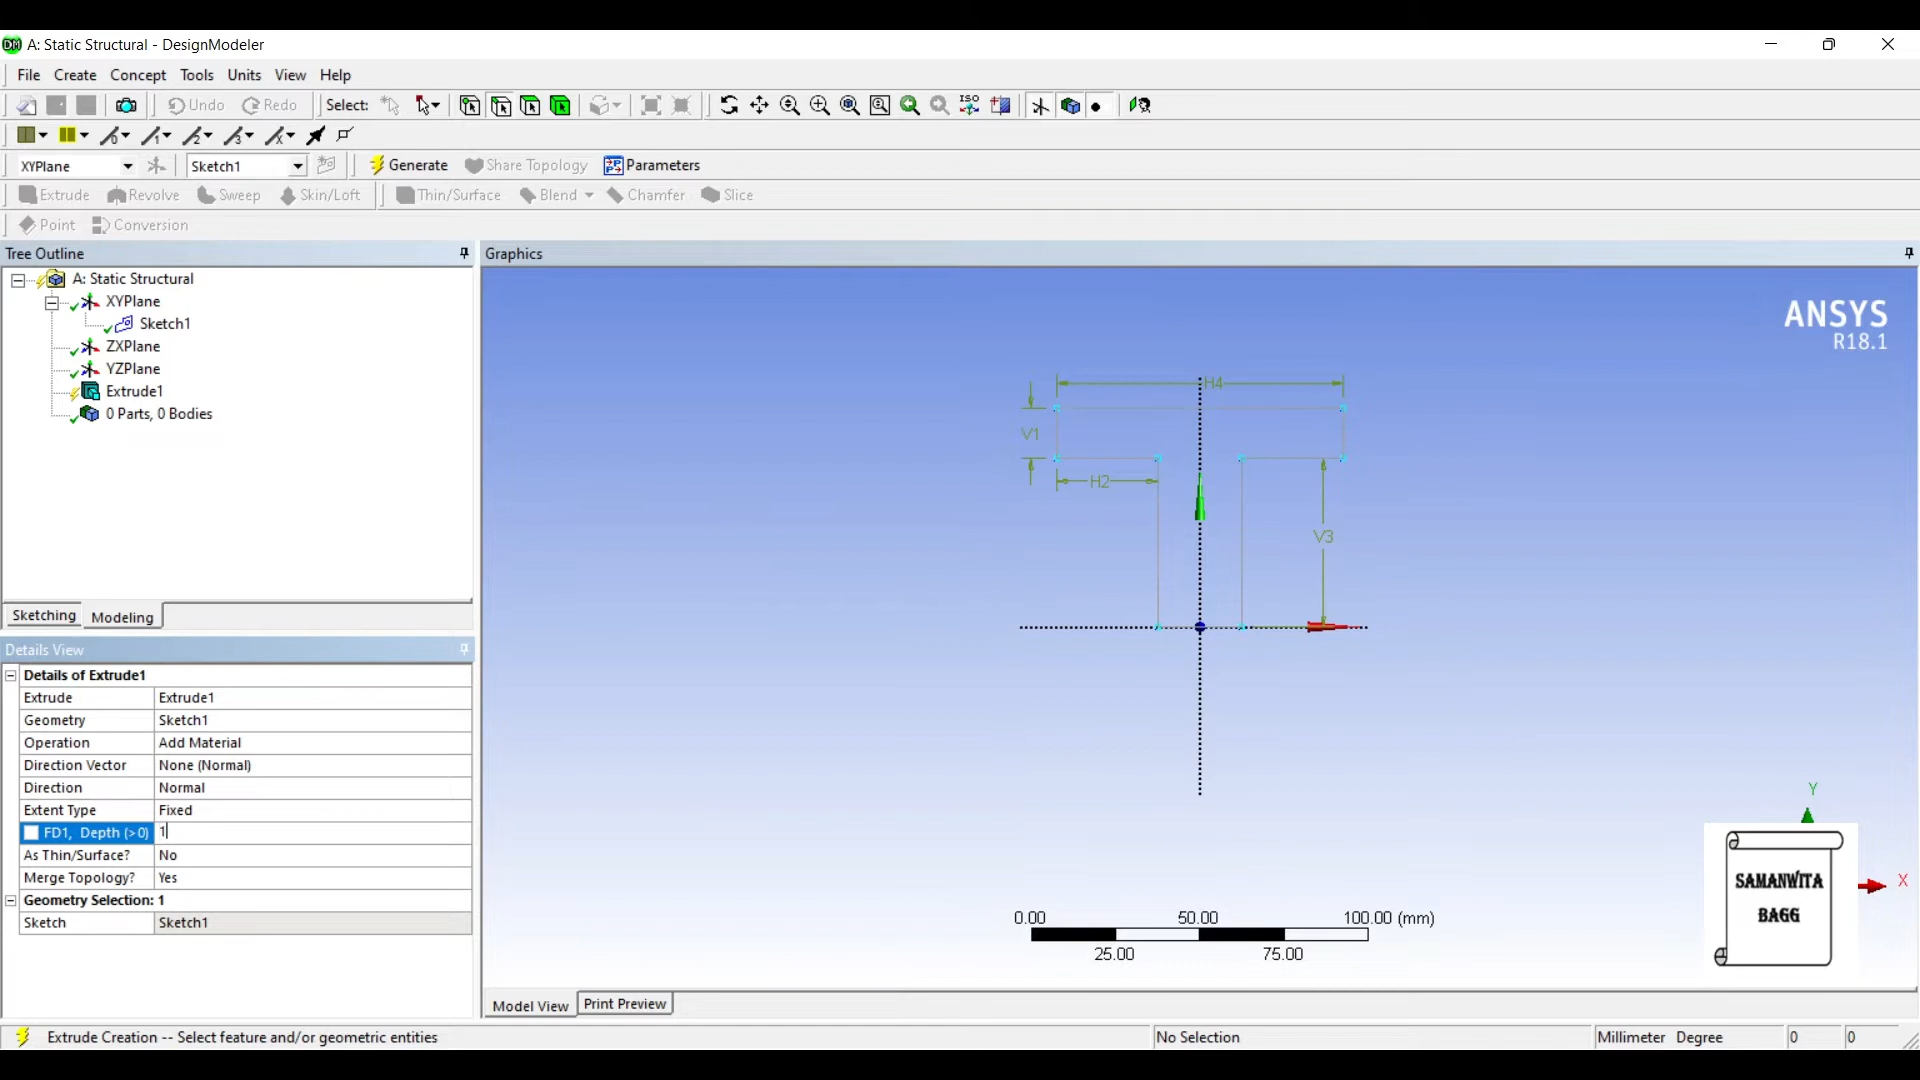 A: Static Structural - DesignModeler
File Create Concept Tools Units View Help
Undo Redo Select: ISO
XYPlane Sketch1 Generate Share Topology Parameters
Extrude Revolve Sweep Skin/Loft Thin/Surface Blend Chamfer Slice
Point Conversion
Tree Outline
A: Static Structural
XYPlane
Sketch1
ZXPlane
YZPlane
Extrude1
0 Parts, 0 Bodies
Sketching Modeling
Details View
Details of Extrude1
Extrude Extrude1
Geometry Sketch1
Operation Add Material
Direction Vector None (Normal)
Direction Normal
Extent Type Fixed
FD1, Depth (>0) 1
As Thin/Surface? No
Merge Topology? Yes
Geometry Selection: 1
Sketch Sketch1
Graphics
ANSYS
R18.1
H4
V1
H2
V3
Y
X
SAMANWITA
BAGG
0.00 50.00 100.00 (mm)
25.00 75.00
Model View Print Preview
Extrude Creation -- Select feature and/or geometric entities No Selection Millimeter Degree 0 0